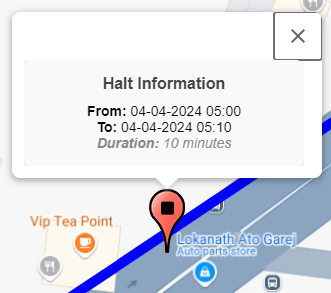 Halt Information
From: 04-04-2024 05:00
To: 04-04-2024 05:10
Duration: 10 minutes
Vip Tea Point
Lokanath Ato Garej
Auto parts store